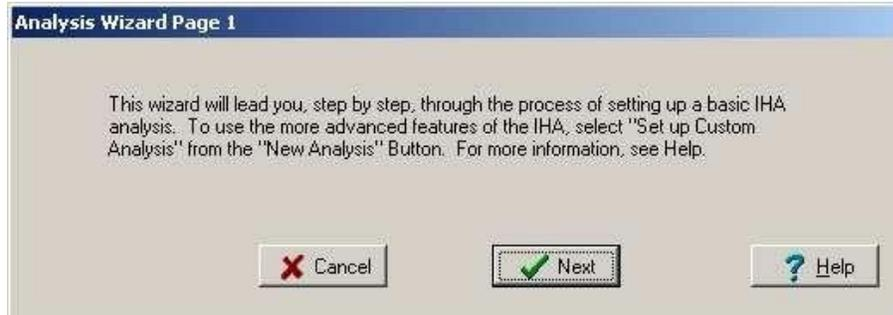 Analysis Wizard Page 1
This wizard will lead you, step by step, through the process of setting up a basic IHA
analysis.  To use the more advanced features of the IHA, select "Set up Custom
Analysis" from the "New Analysis" Button.  For more information, see Help.
Cancel
Next
Help